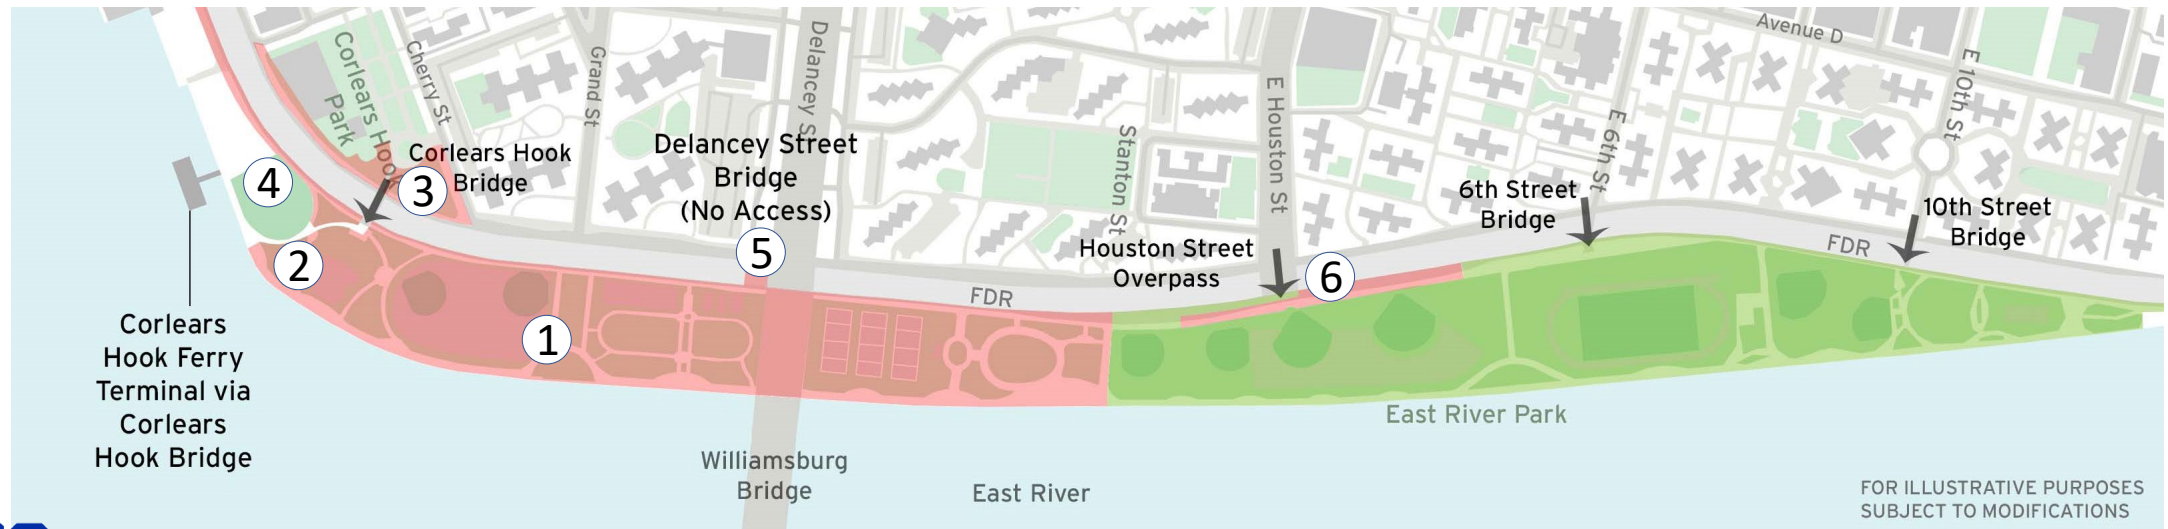 Avenue D
Corlears Hook
Park
Cherry St
Grand St
Delancey S
E Houston St
Stanton St
E 6th St
E 10th St
Corlears Hook
Bridge
3
4
2
Delancey Street
Bridge
(No Access)
5
Houston Street
Overpass
6
6th Street
Bridge
10th Street
Bridge
FDR
FDR
1
Corlears
Hook Ferry
Terminal via
Corlears
Hook Bridge
Williamsburg
Bridge
East River
East River Park
FOR ILLUSTRATIVE PURPOSES
SUBJECT TO MODIFICATIONS